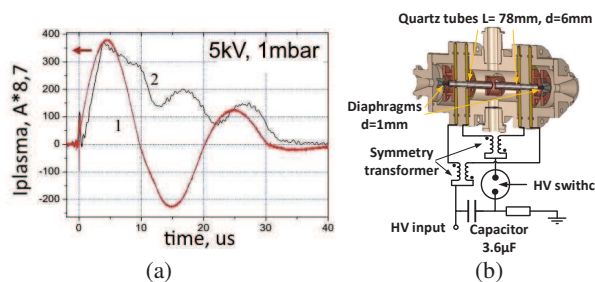 5kV, 1mbar
Iplasma, A*8,7
400
300
200
100
0
-100
-200
1
2
0
10
20
30
40
time, us
(a)
Quartz tubes L= 78mm, d=6mm
Diaphragms
d=1mm
Symmetry
transformer
HV swithc
HV input
Capacitor
3.6µF
(b)